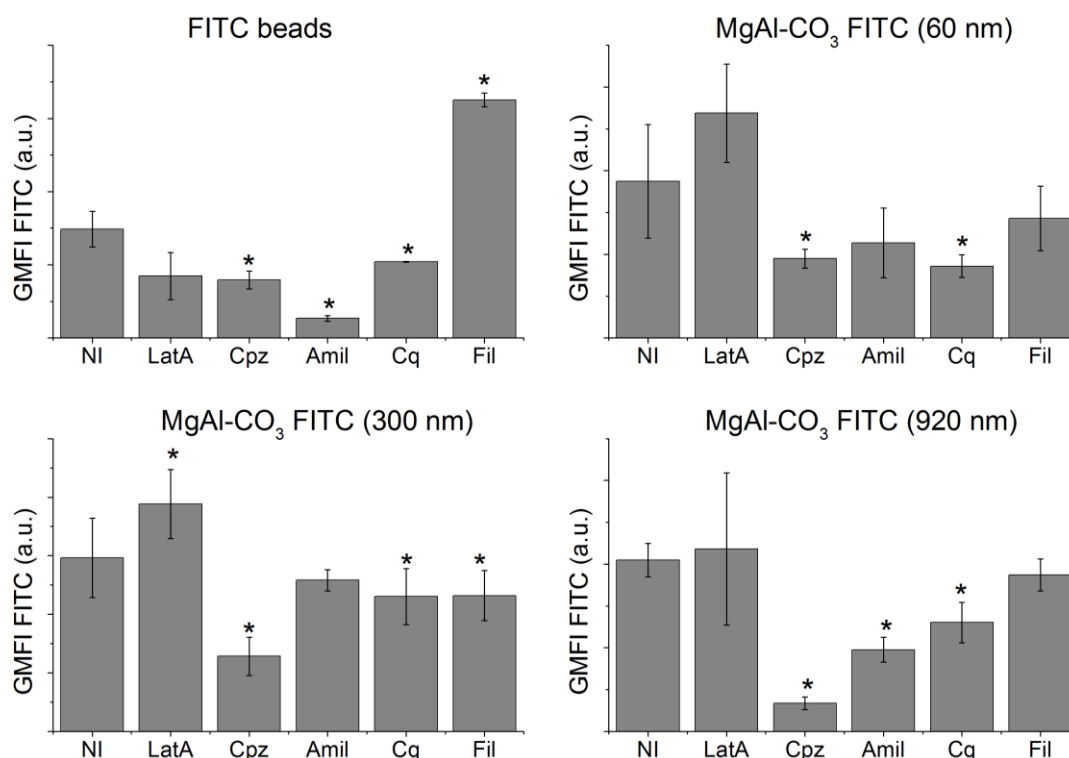 FITC beads
GMFI FITC (a.u.)
*
*
*
*
NI LatA Cpz Amil Cq Fil
MgAl-CO₃ FITC (60 nm)
GMFI FITC (a.u.)
*
*
NI LatA Cpz Amil Cq Fil
MgAl-CO₃ FITC (300 nm)
GMFI FITC (a.u.)
*
*
*
*
NI LatA Cpz Amil Cq Fil
MgAl-CO₃ FITC (920 nm)
GMFI FITC (a.u.)
*
*
*
NI LatA Cpz Amil Cq Fil